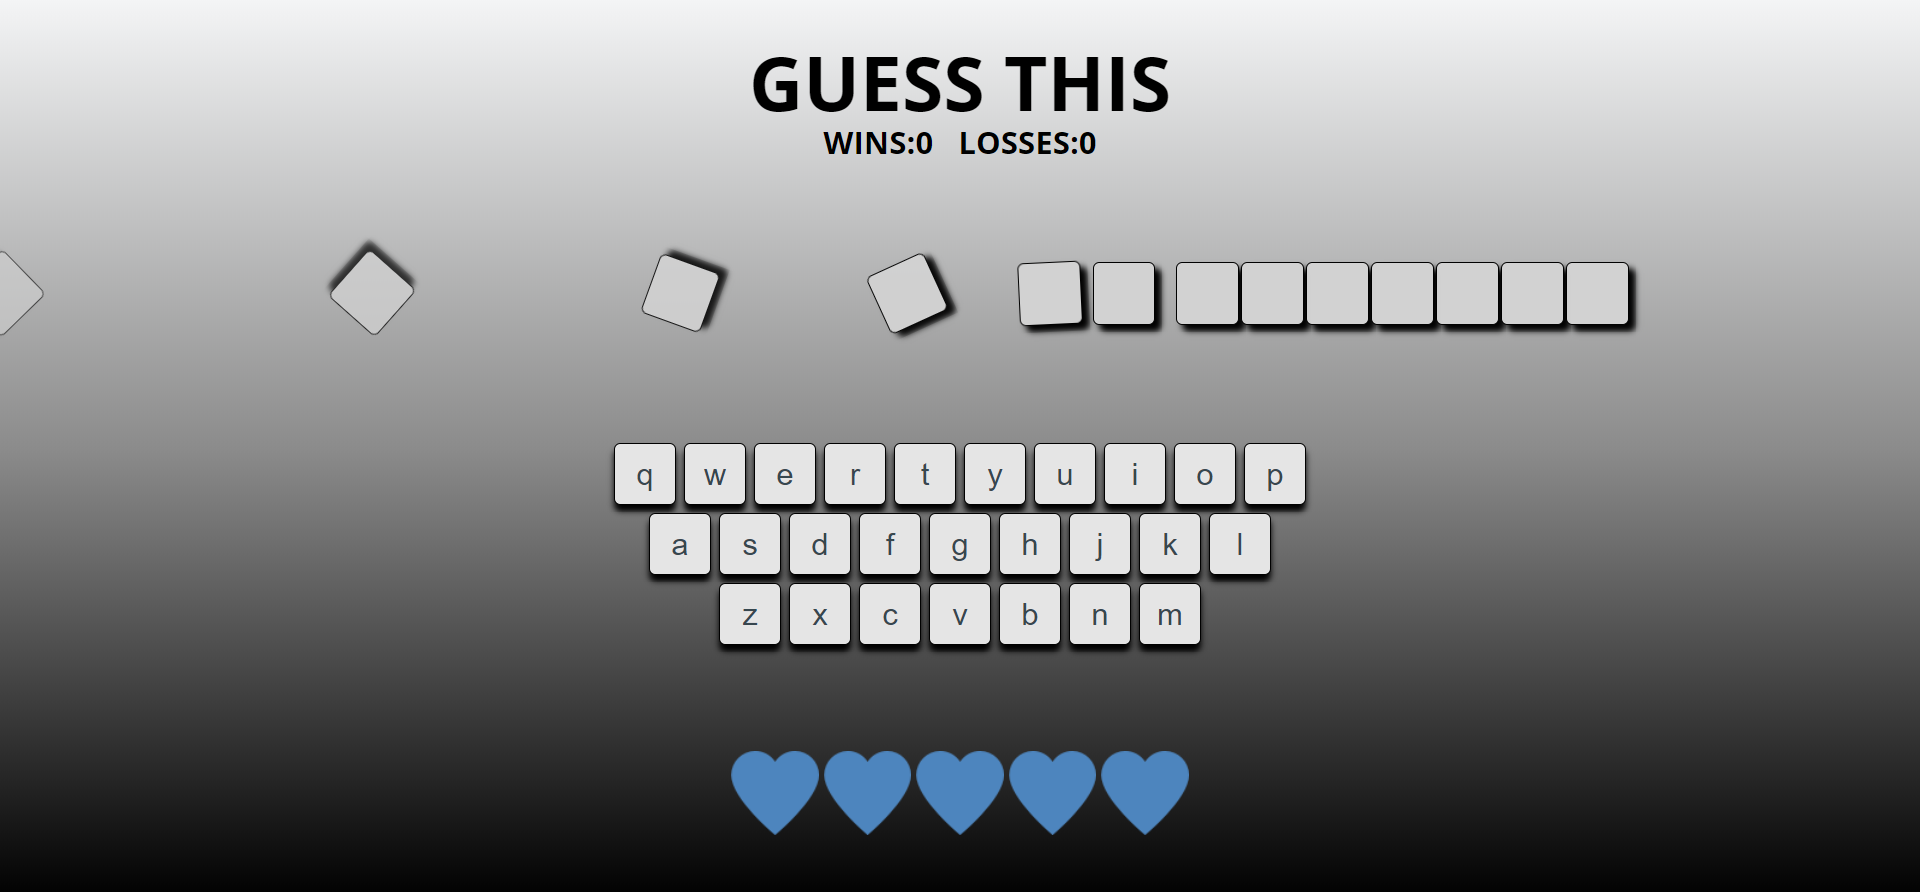 GUESS THIS
WINS:0 LOSSES:0
q w e r t y u i o p
a s d f g h j k l
z x c v b n m